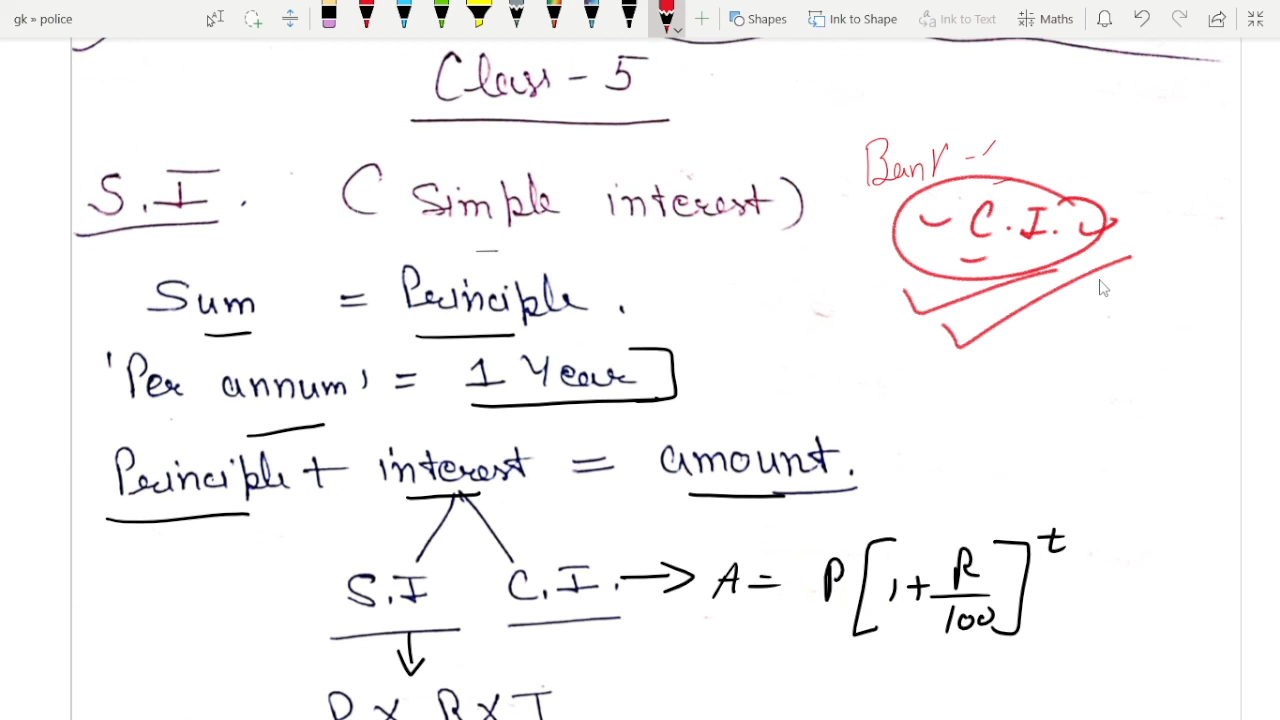 gk » police
Shapes Ink to Shape Ink to Text Maths
Class - 5
S.I. ( Simple interest)
Bank -
- C.I.
Sum = Principle.
'Per annum' = 1 Year]
Principle + interest = amount.
S.I C.I. → A = P[1+R/100]^t
P × R × T